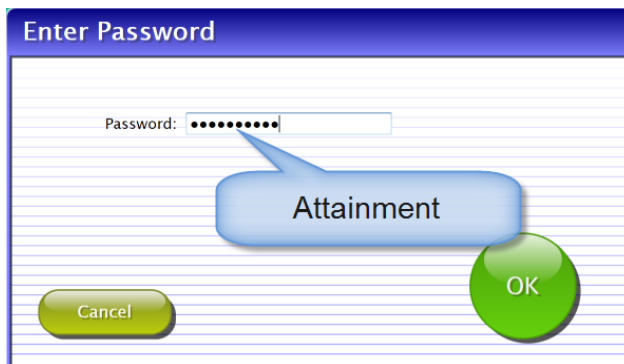 Enter Password
Password: ••••••••••
Attainment
OK
Cancel